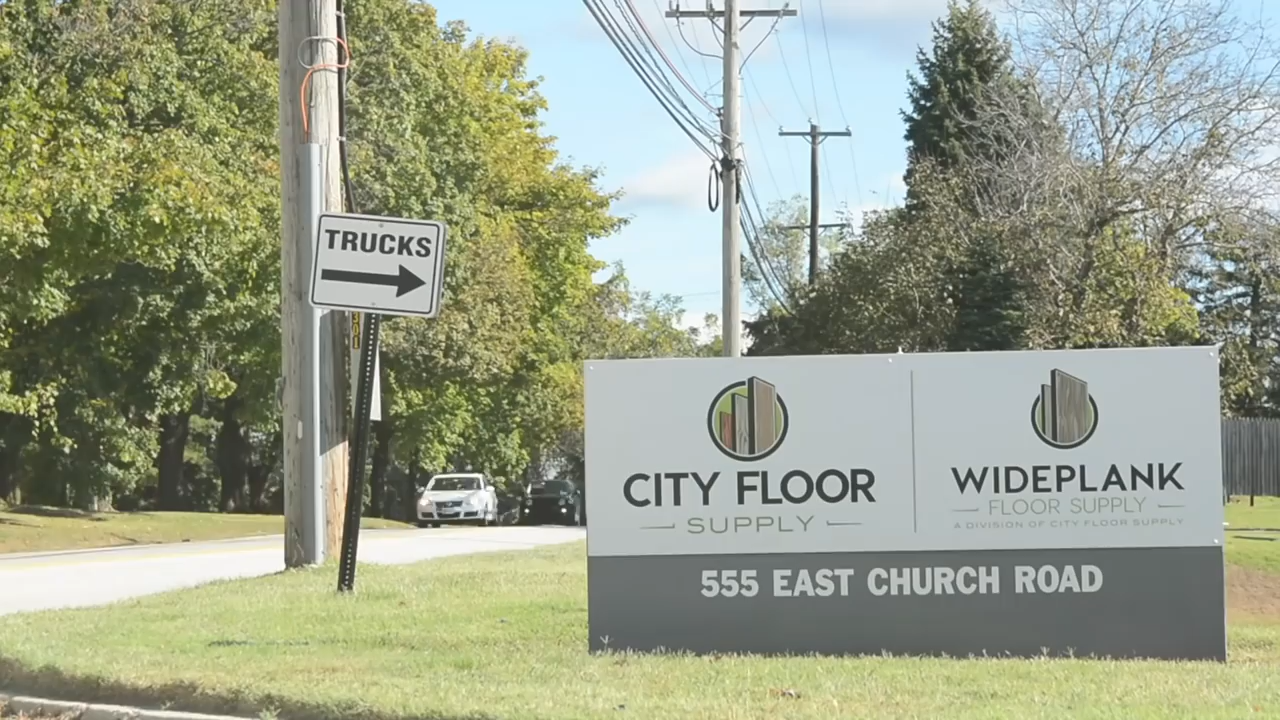 TRUCKS
CITY FLOOR
SUPPLY
WIDEPLANK
FLOOR SUPPLY
A DIVISION OF CITY FLOOR SUPPLY
555 EAST CHURCH ROAD